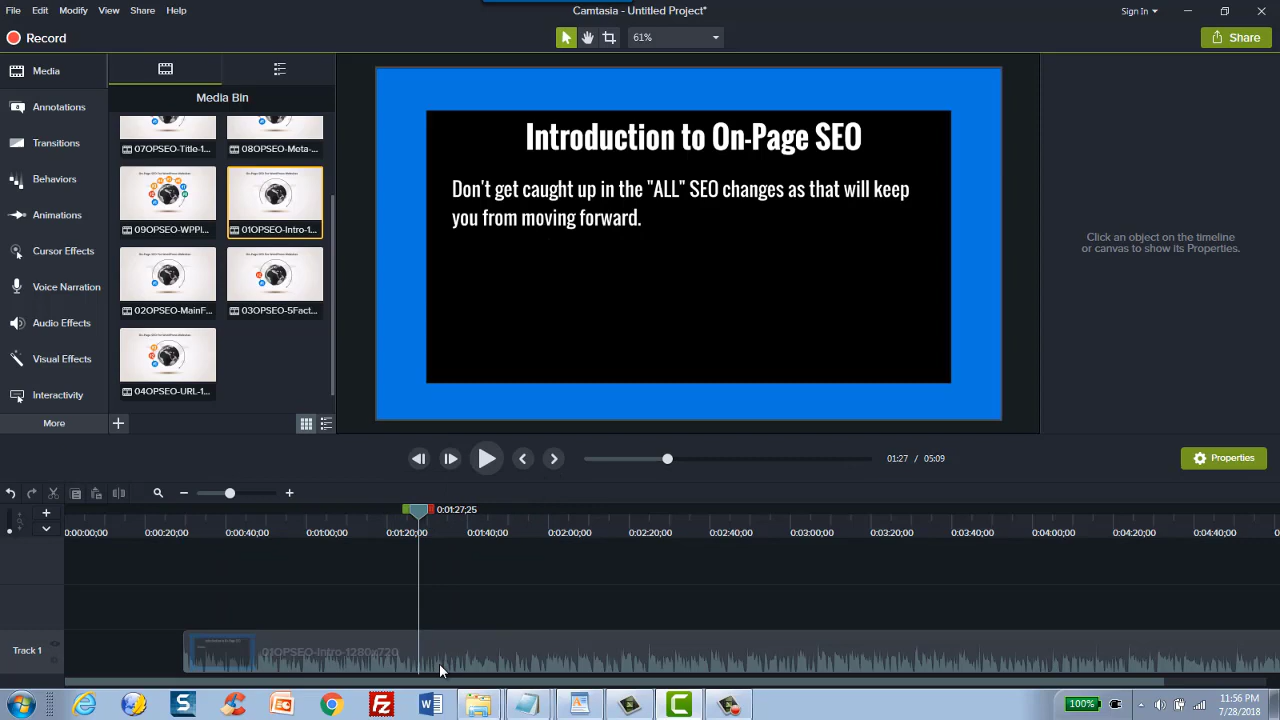 File Edit Modify View Share Help
Camtasia - Untitled Project*
Sign In
Record
61%
Share
Media
Annotations
Transitions
Behaviors
Animations
Cursor Effects
Voice Narration
Audio Effects
Visual Effects
Interactivity
More
Media Bin
07OPSEO-Title-1... 08OPSEO-Meta-...
09OPSEO-WPPl... 01OPSEO-Intro-1...
02OPSEO-MainF... 03OPSEO-5Fact...
04OPSEO-URL-1...
Introduction to On-Page SEO
Don't get caught up in the "ALL" SEO changes as that will keep
you from moving forward.
Click an object on the timeline
or canvas to show its Properties.
01:27 / 05:09
Properties
0:01:27;25
0:00:00;00 0:00:20;00 0:00:40;00 0:01:00;00 0:01:20;00 0:01:40;00 0:02:00;00 0:02:20;00 0:02:40;00 0:03:00;00 0:03:20;00 0:03:40;00 0:04:00;00 0:04:20;00 0:04:40;00
Track 1
01OPSEO-Intro-1280x720
100%
11:56 PM
7/28/2018